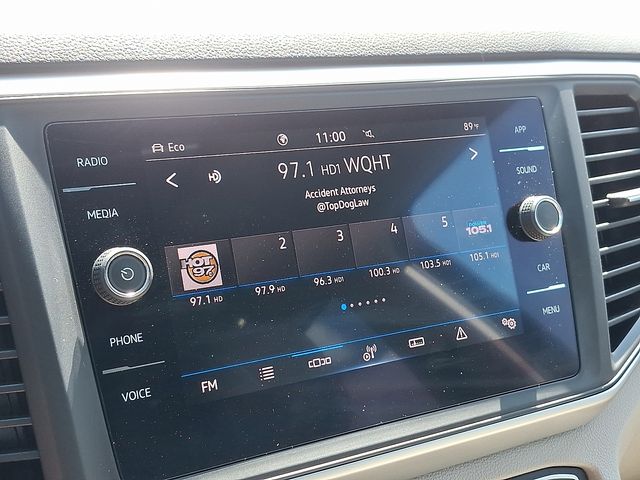 RADIO
MEDIA
PHONE
VOICE
Eco
11:00
89 °F
97.1 HD1 WQHT
Accident Attorneys
@TopDogLaw
HOT 97
2
3
4
5
105.1
97.1 HD
97.9 HD
96.3 HD1
100.3 HD
103.5 HD1
105.1 HD1
FM
APP
SOUND
CAR
MENU